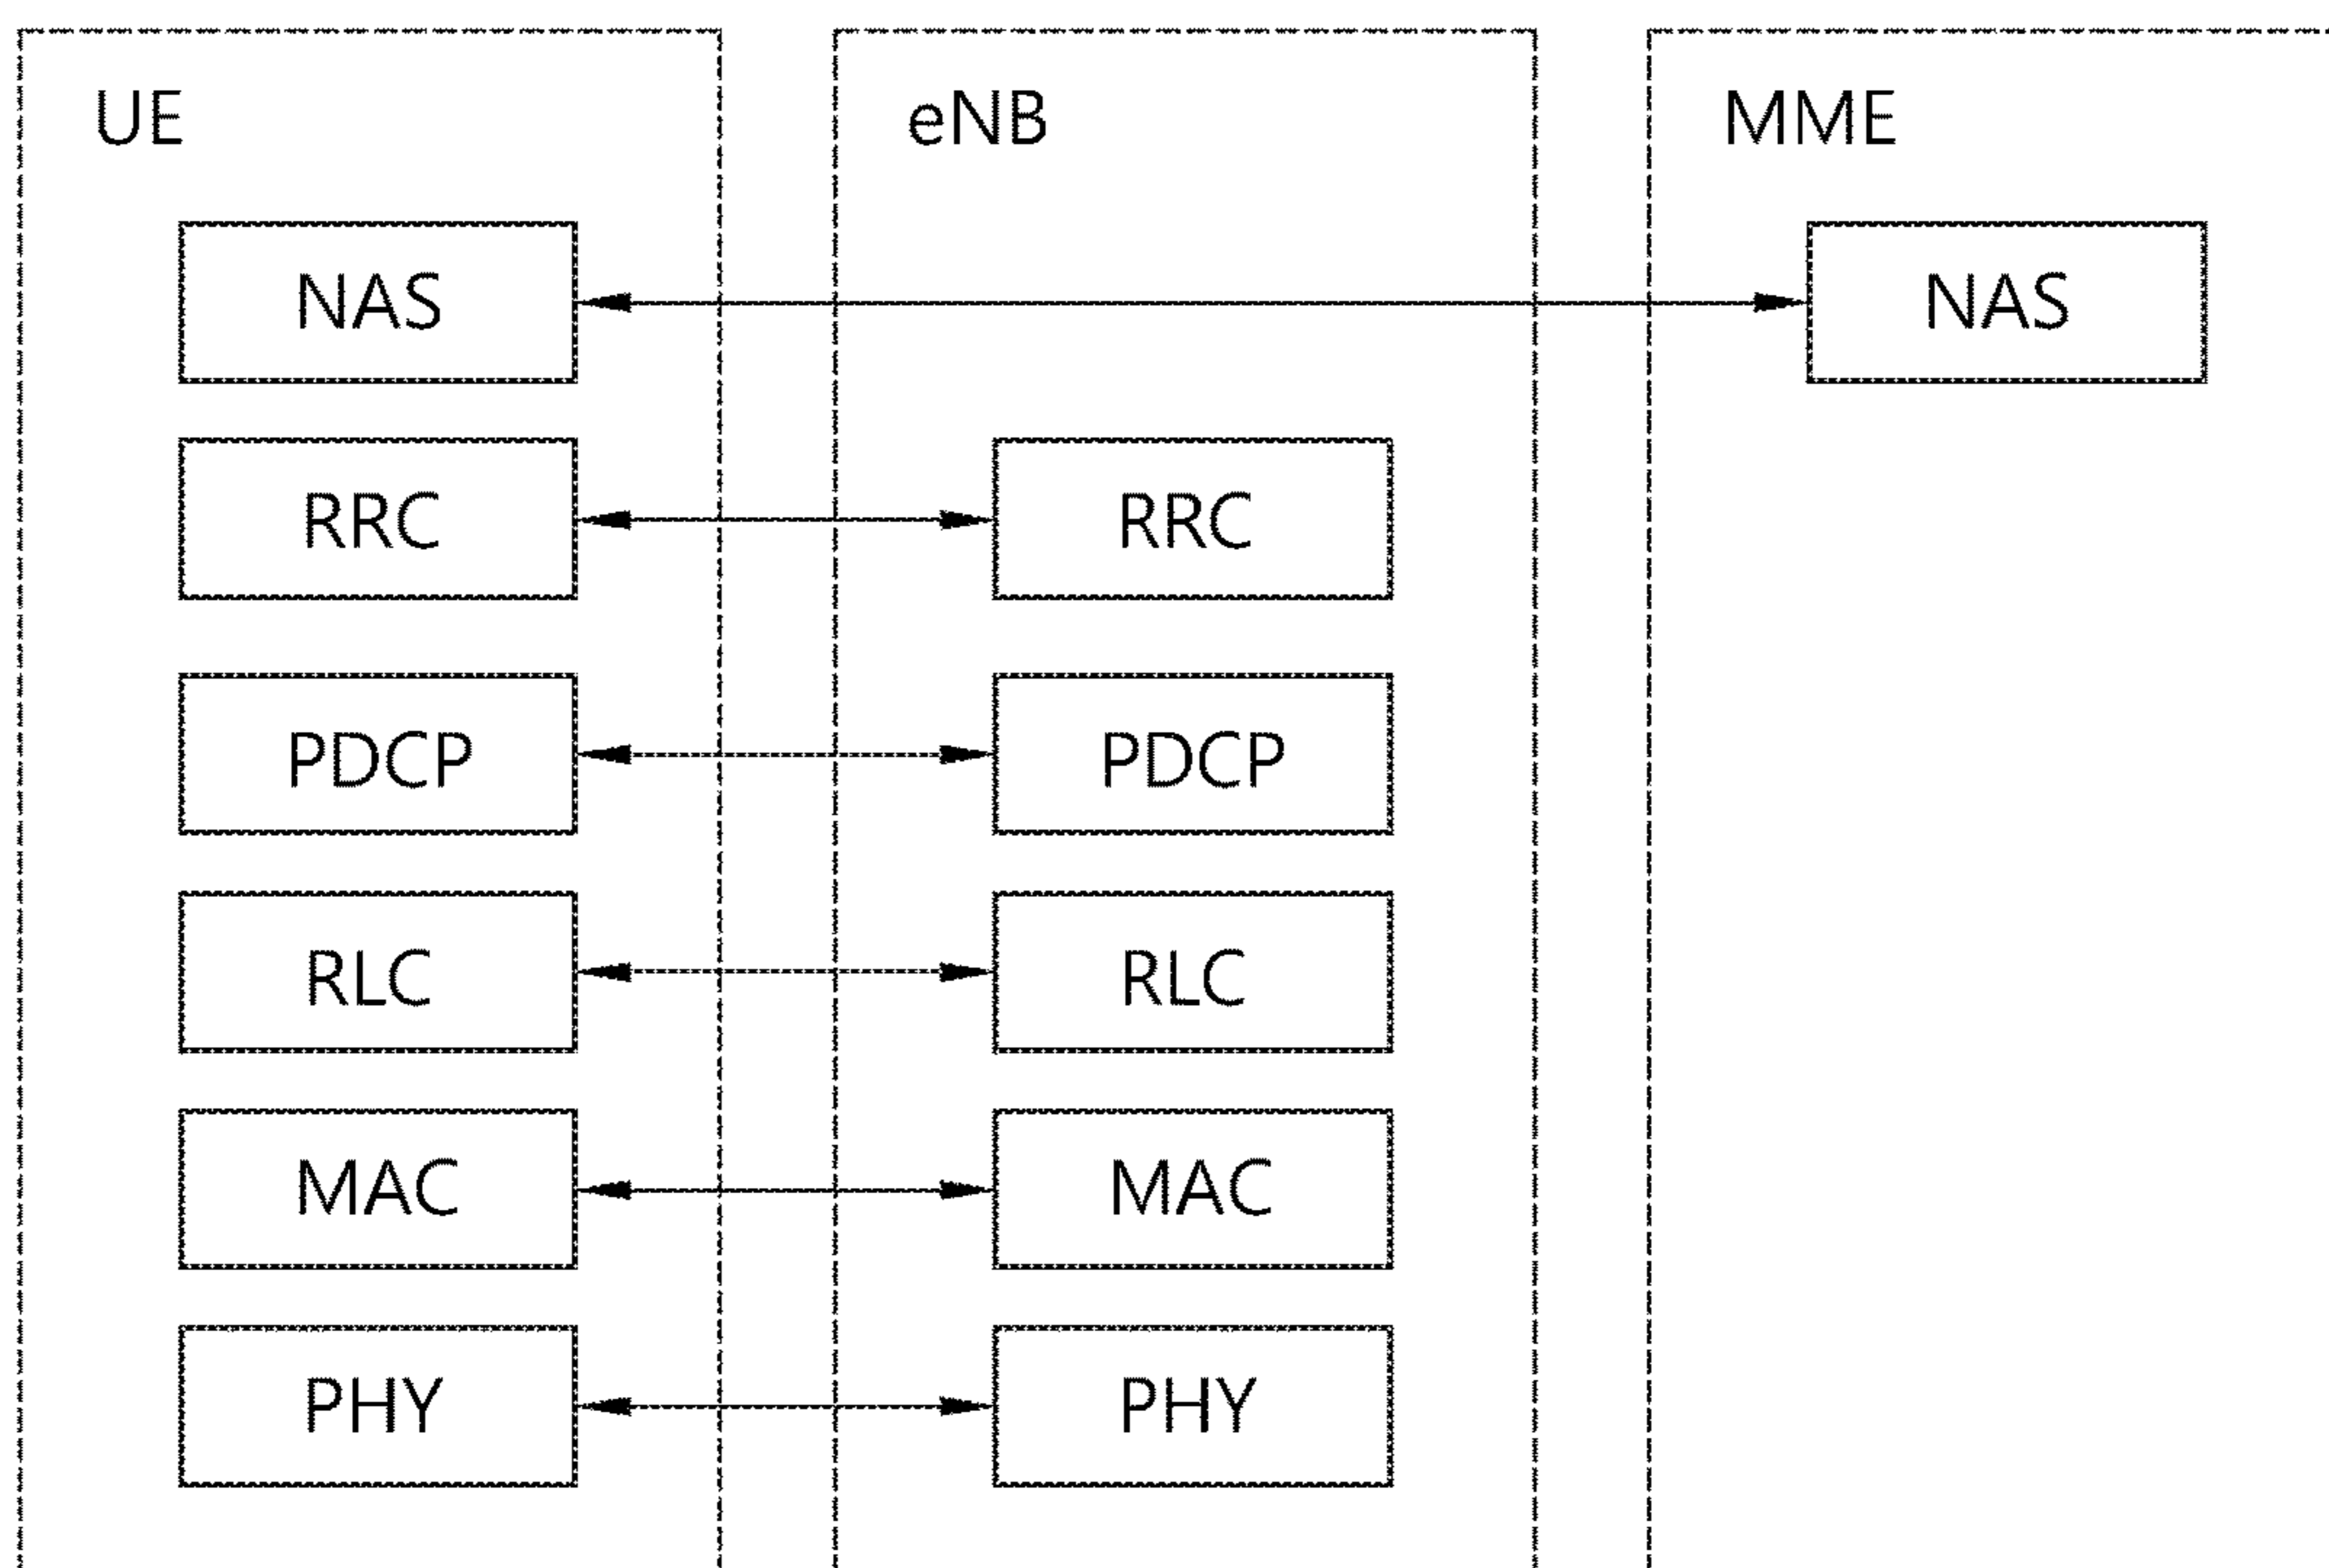 UE
eNB
MME
NAS
NAS
RRC
RRC
PDCP
PDCP
RLC
RLC
MAC
MAC
PHY
PHY